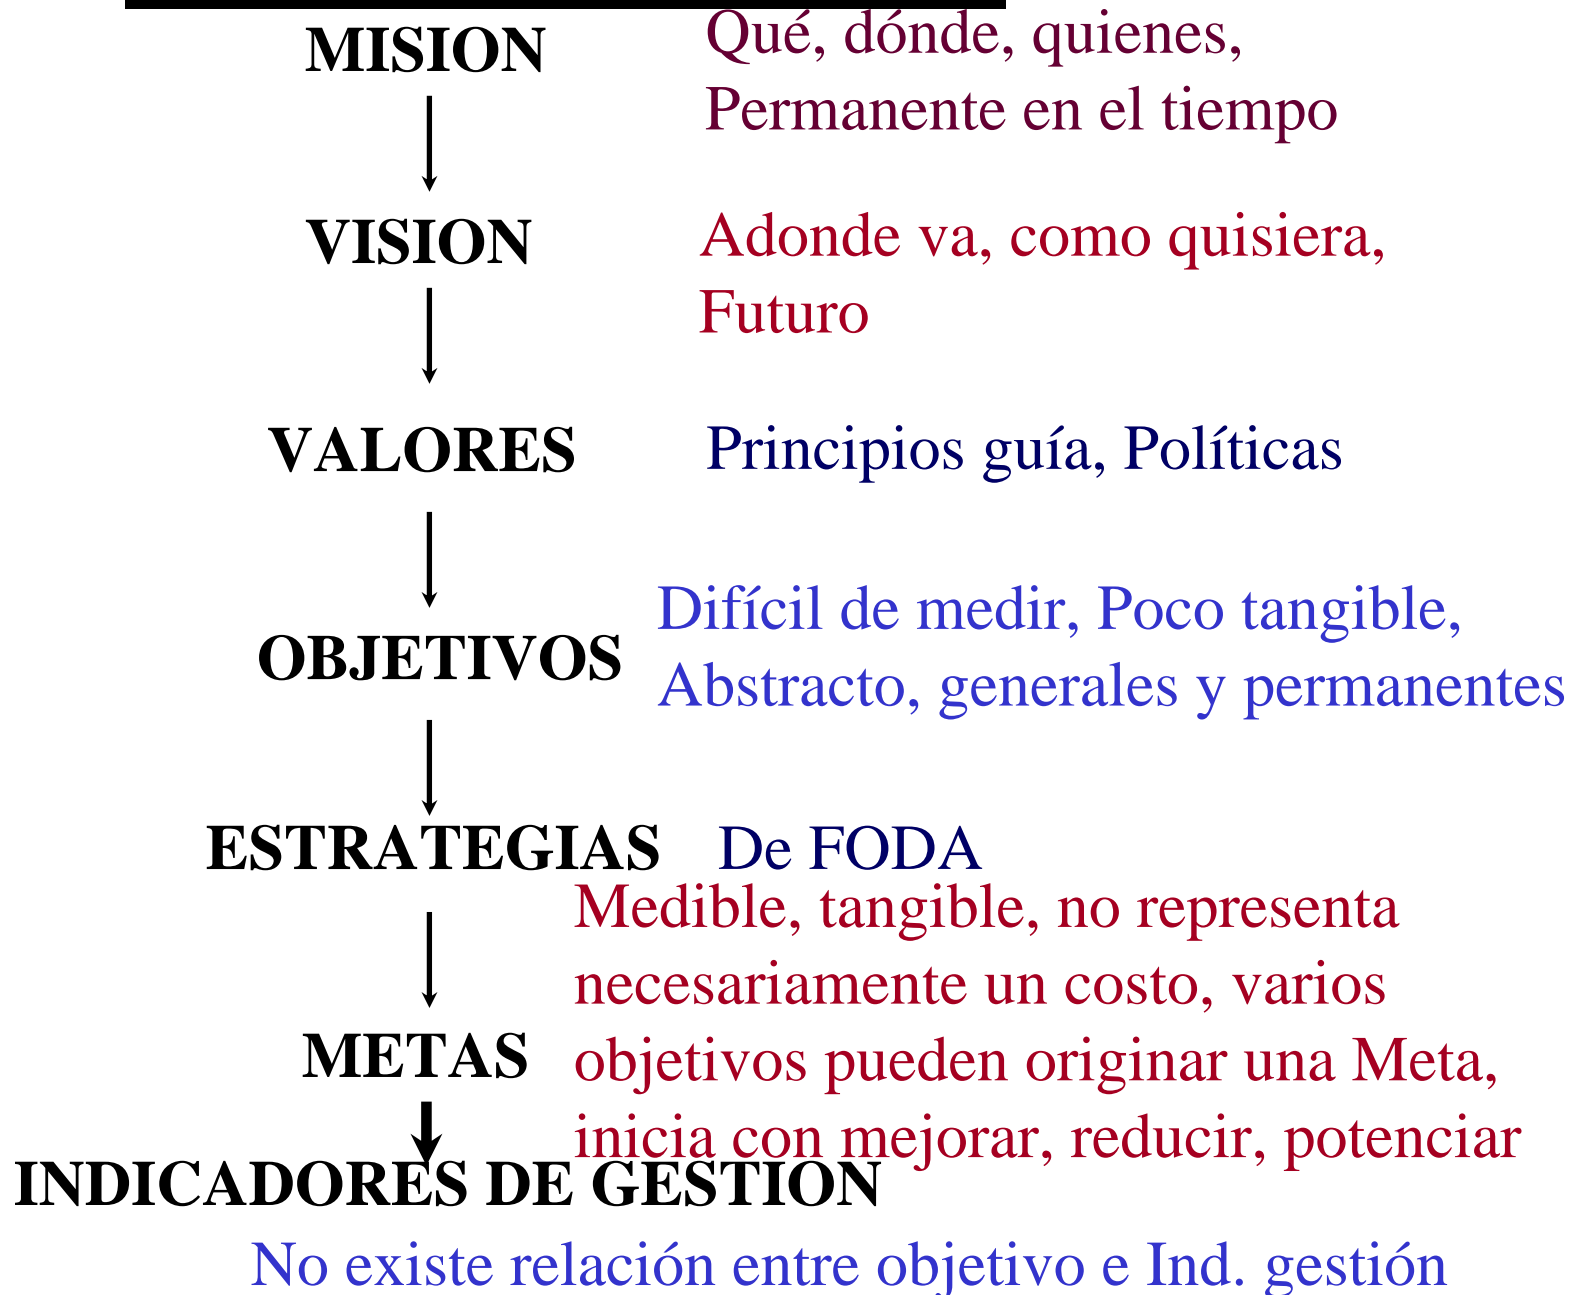 MISION
Qué, dónde, quienes,
Permanente en el tiempo
VISION
Adonde va, como quisiera,
Futuro
VALORES
Principios guía, Políticas
OBJETIVOS
Difícil de medir, Poco tangible,
Abstracto, generales y permanentes
ESTRATEGIAS
De FODA
METAS
Medible, tangible, no representa
necesariamente un costo, varios
objetivos pueden originar una Meta,
inicia con mejorar, reducir, potenciar
INDICADORES DE GESTION
No existe relación entre objetivo e Ind. gestión